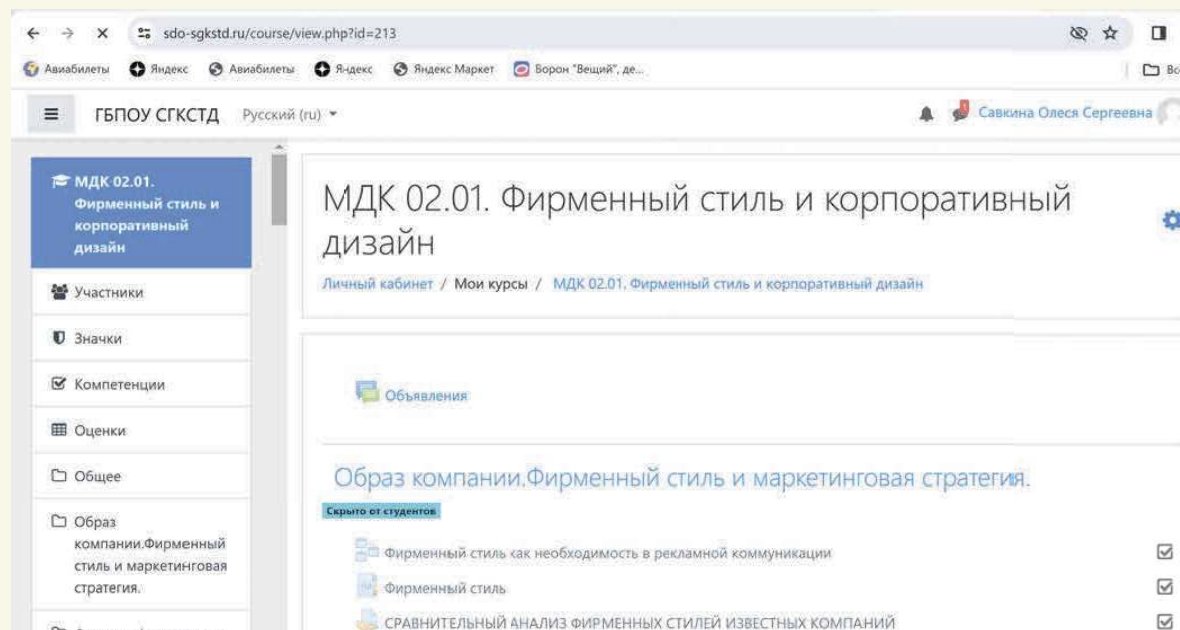 sdo-sgkstd.ru/course/view.php?id=213
Авиабилеты Яндекс Авиабилеты Яндекс Яндекс Маркет Борон "Вещий", де...
ГБПОУ СГКСТД Русский (ru) Савкина Олеся Сергеевна
МДК 02.01.
Фирменный стиль и
корпоративный
дизайн
Участники
Значки
Компетенции
Оценки
Общее
Образ
компании.Фирменный
стиль и маркетинговая
стратегия.
МДК 02.01. Фирменный стиль и корпоративный
дизайн
Личный кабинет / Мои курсы / МДК 02.01. Фирменный стиль и корпоративный дизайн
Объявления
Образ компании.Фирменный стиль и маркетинговая стратегия.
Скрыто от студентов
Фирменный стиль как необходимость в рекламной коммуникации
Фирменный стиль
СРАВНИТЕЛЬНЫЙ АНАЛИЗ ФИРМЕННЫХ СТИЛЕЙ ИЗВЕСТНЫХ КОМПАНИЙ